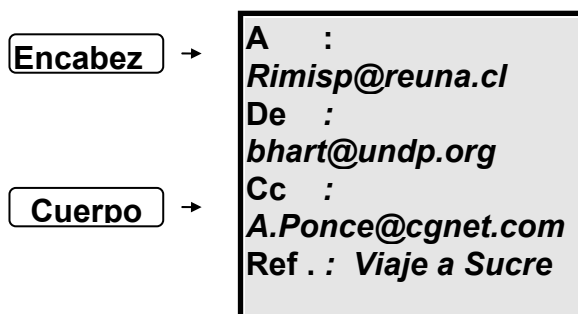 Encabez
A :
Rimisp@reuna.cl
De :
bhart@undp.org
Cc :
Cuerpo
A.Ponce@cgnet.com
Ref . : Viaje a Sucre